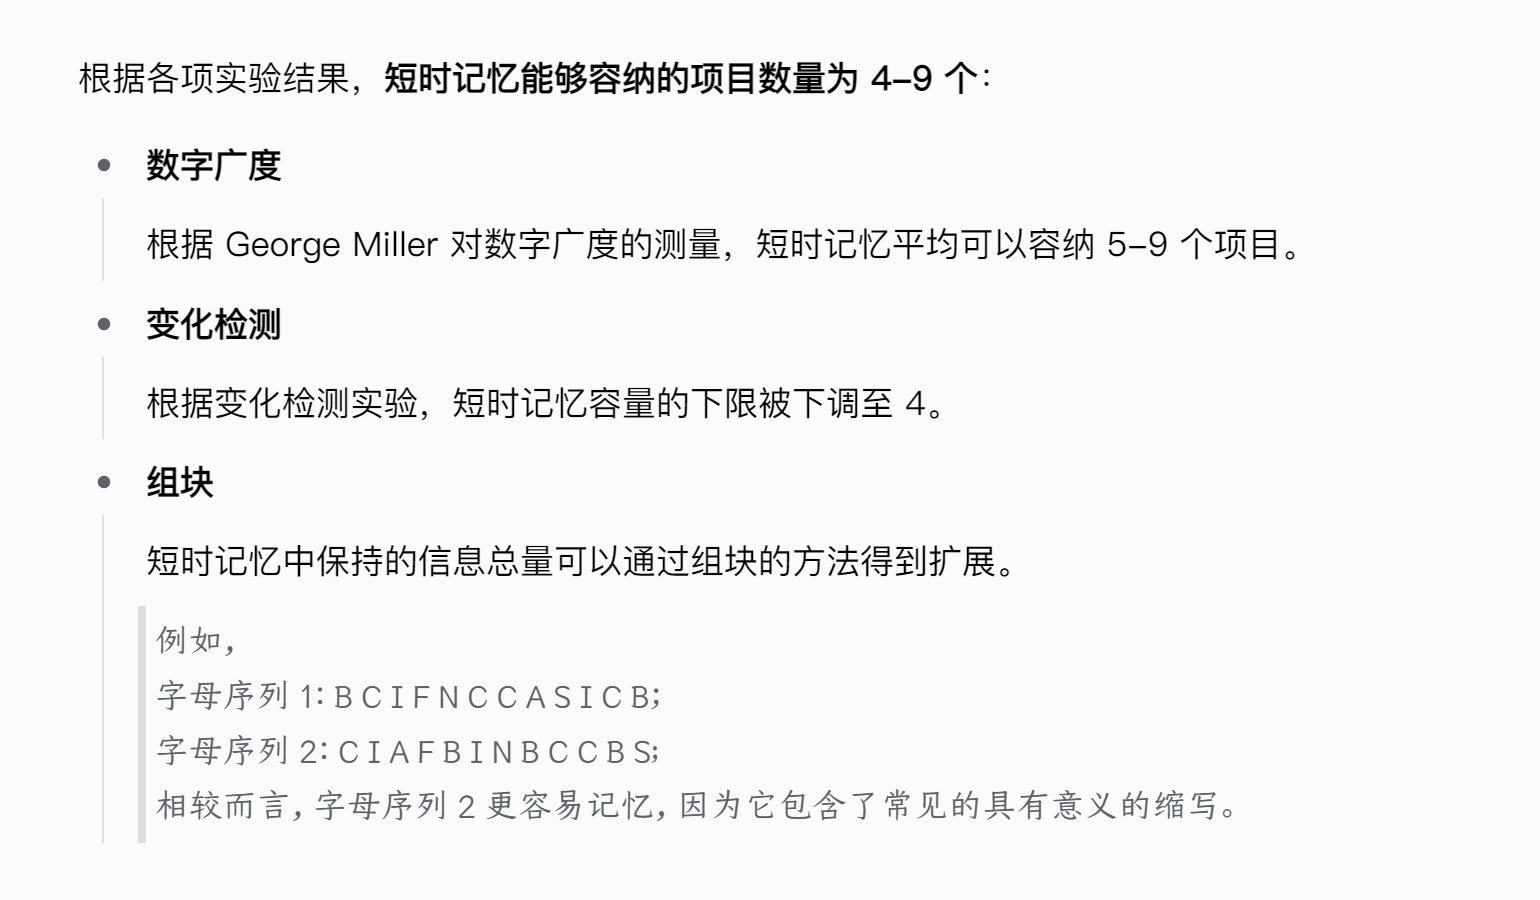 根据各项实验结果，短时记忆能够容纳的项目数量为 4–9 个：
数字广度
根据 George Miller 对数字广度的测量，短时记忆平均可以容纳 5–9 个项目。
变化检测
根据变化检测实验，短时记忆容量的下限被下调至 4。
组块
短时记忆中保持的信息总量可以通过组块的方法得到扩展。
例如，
字母序列 1: B C I F N C C A S I C B;
字母序列 2: C I A F B I N B C C B S;
相较而言, 字母序列 2 更容易记忆, 因为它包含了常见的具有意义的缩写。